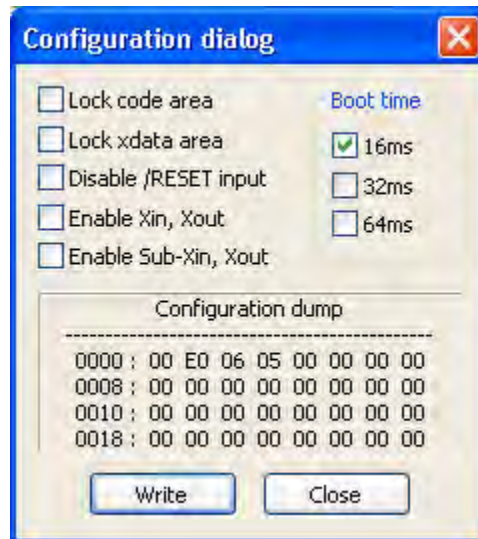 Configuration dialog
Lock code area
Lock xdata area
Disable /RESET input
Enable Xin, Xout
Enable Sub-Xin, Xout
Boot time
16ms
32ms
64ms
Configuration dump
----------------------------------------------------
0000 : 00 E0 06 05 00 00 00 00
0008 : 00 00 00 00 00 00 00 00
0010 : 00 00 00 00 00 00 00 00
0018 : 00 00 00 00 00 00 00 00
Write
Close